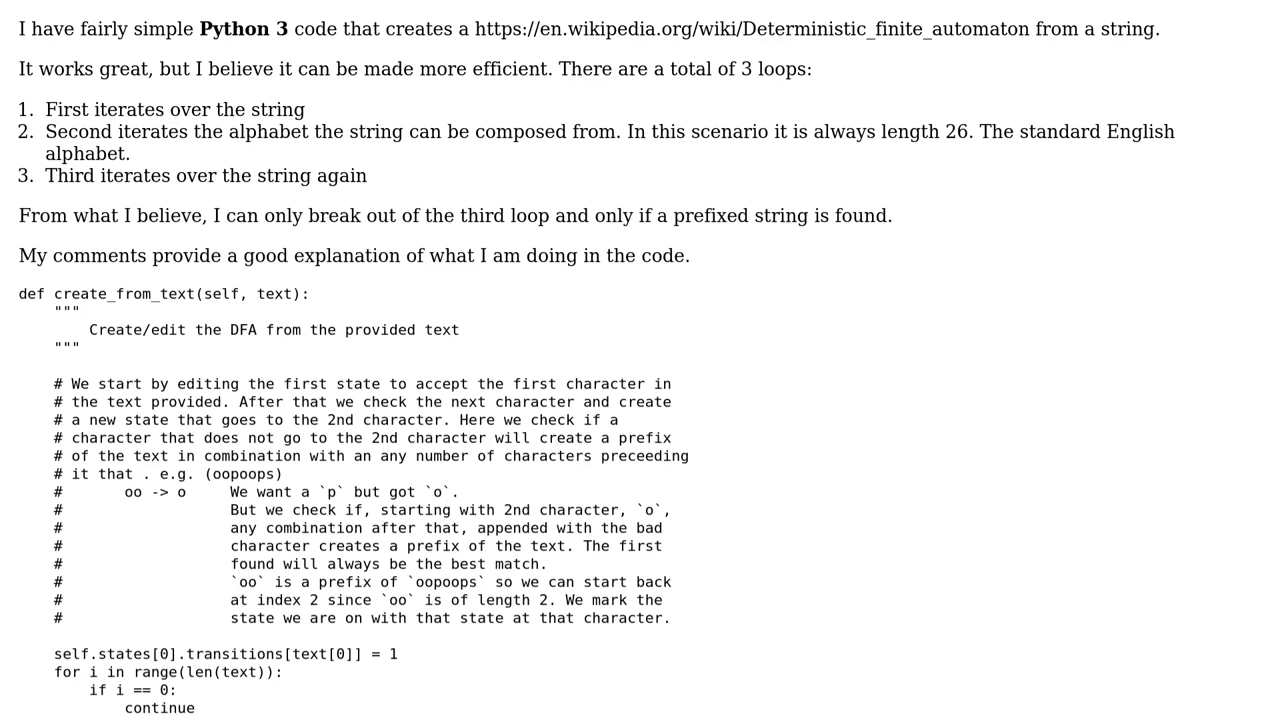 I have fairly simple Python 3 code that creates a https://en.wikipedia.org/wiki/Deterministic_finite_automaton from a string.
It works great, but I believe it can be made more efficient. There are a total of 3 loops:
1. First iterates over the string
2. Second iterates the alphabet the string can be composed from. In this scenario it is always length 26. The standard English
alphabet.
3. Third iterates over the string again
From what I believe, I can only break out of the third loop and only if a prefixed string is found.
My comments provide a good explanation of what I am doing in the code.
def create_from_text(self, text):
    """
        Create/edit the DFA from the provided text
    """
    # We start by editing the first state to accept the first character in
    # the text provided. After that we check the next character and create
    # a new state that goes to the 2nd character. Here we check if a
    # character that does not go to the 2nd character will create a prefix
    # of the text in combination with an any number of characters preceeding
    # it that . e.g. (oopoops)
    #       oo -> o     We want a `p` but got `o`.
    #                   But we check if, starting with 2nd character, `o`,
    #                   any combination after that, appended with the bad
    #                   character creates a prefix of the text. The first
    #                   found will always be the best match.
    #                   `oo` is a prefix of `oopoops` so we can start back
    #                   at index 2 since `oo` is of length 2. We mark the
    #                   state we are on with that state at that character.
    self.states[0].transitions[text[0]] = 1
    for i in range(len(text)):
        if i == 0:
            continue